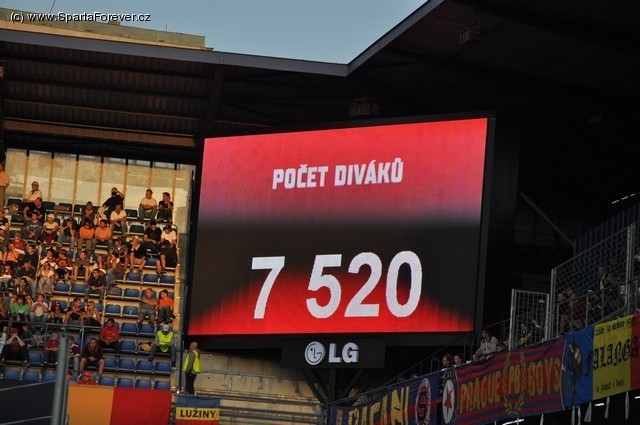 (c) www.SpartaForever.cz
POČET DIVÁKŮ
7 520
LG
LUŽINY
PRAGUE BOYS